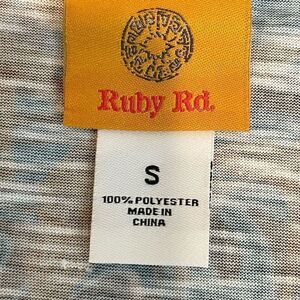 Ruby Rd.
S
100% POLYESTER
MADE IN
CHINA